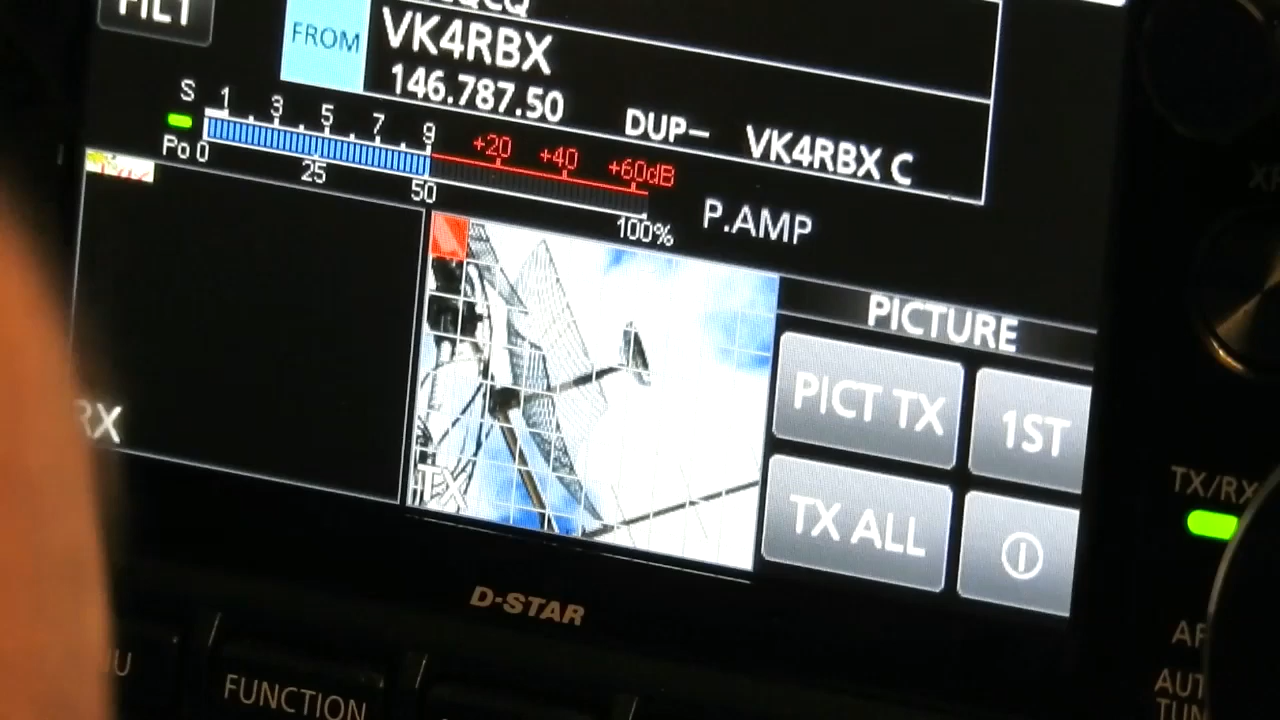 FILT
CQCQ
FROM VK4RBX
146.787.50 DUP– VK4RBX C
S 1 3 5 7 9 +20 +40 +60dB
Po 0 25 50 100% P.AMP
PICTURE
PICT TX 1ST
RX TX TX ALL
TX/RX
D-STAR
FUNCTION